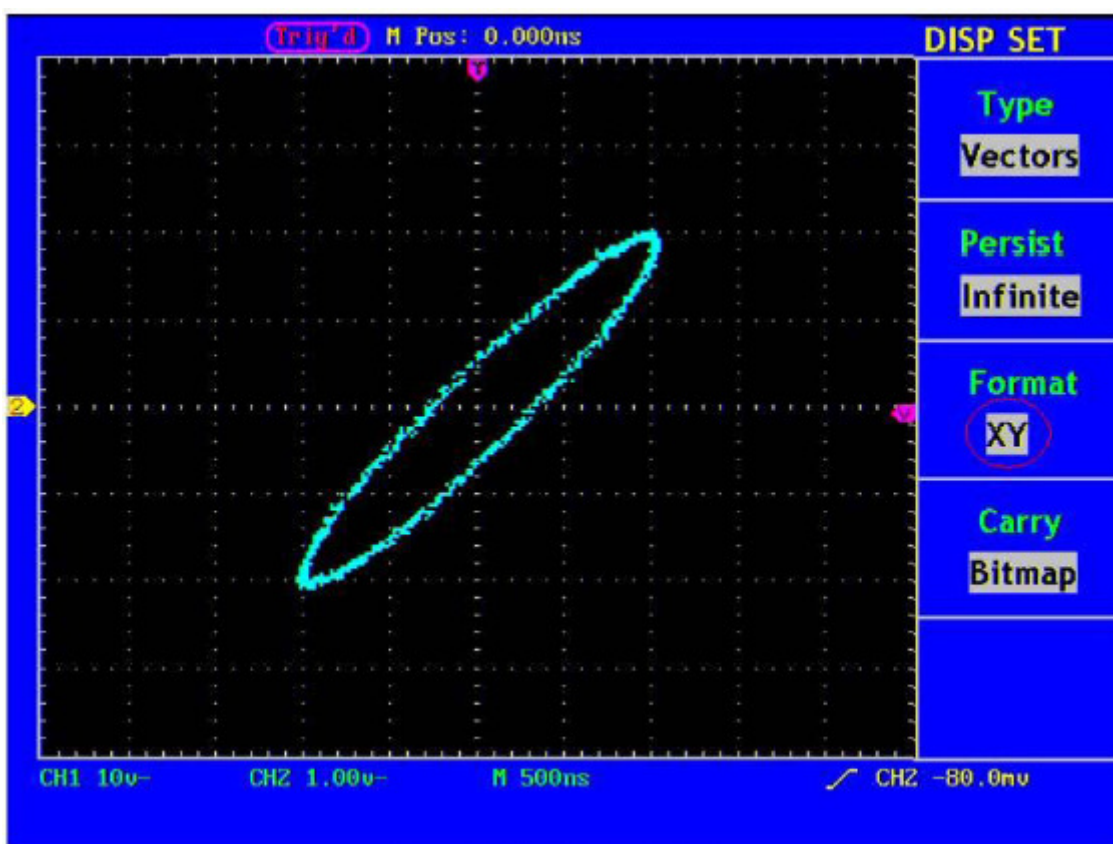 Trig'd M Pos: 0.000ns
DISP SET
Type
Vectors
Persist
Infinite
Format
XY
Carry
Bitmap
T
2
CH1 10v- CH2 1.00v- M 500ns CH2 -80.0mv